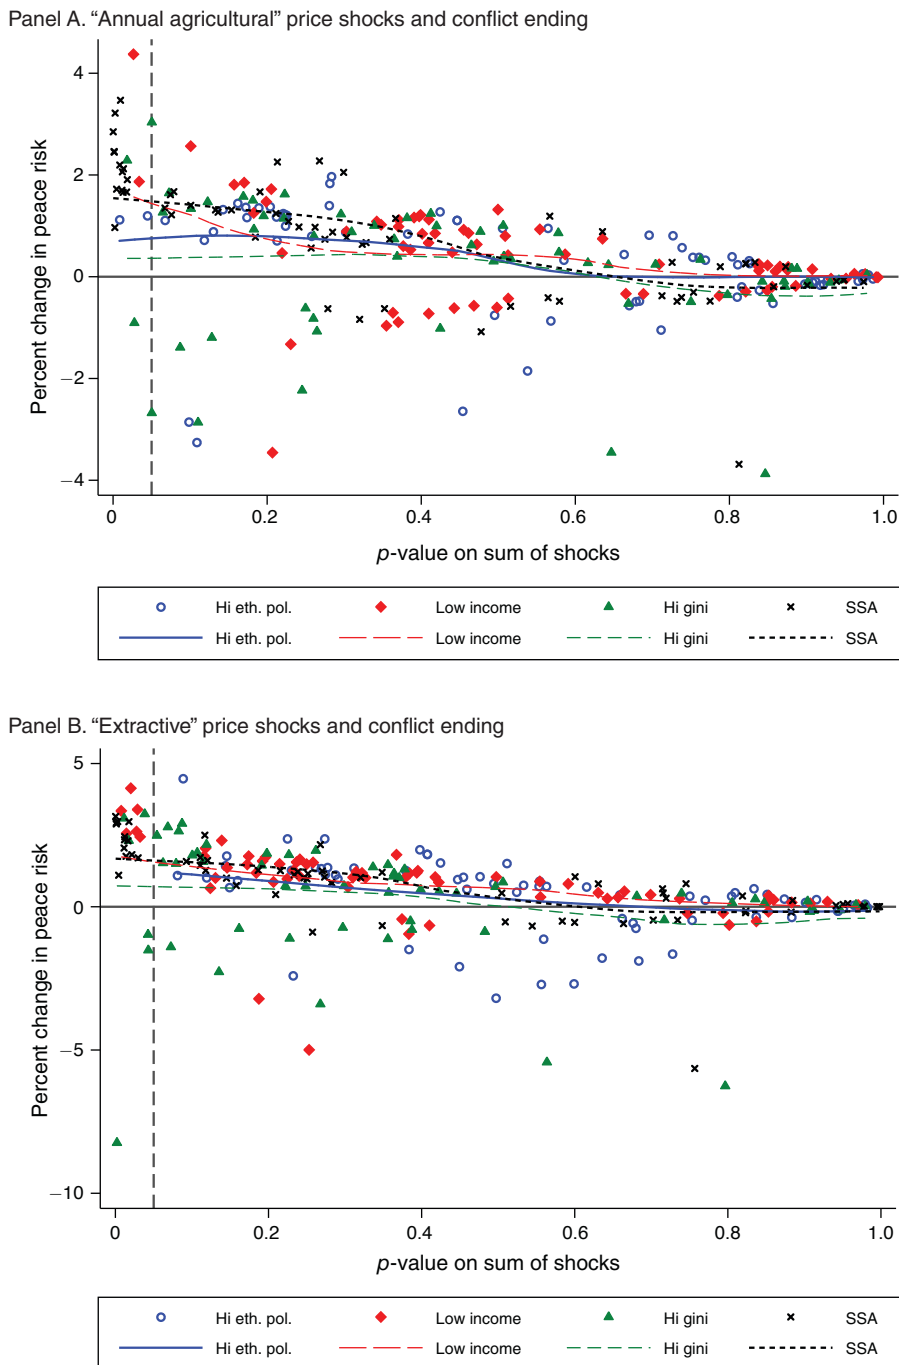 Panel A. “Annual agricultural” price shocks and conflict ending
Percent change in peace risk
4
2
0
−2
−4
0 0.2 0.4 0.6 0.8 1.0
p-value on sum of shocks
Hi eth. pol. Low income Hi gini SSA
Hi eth. pol. Low income Hi gini SSA
Panel B. “Extractive” price shocks and conflict ending
Percent change in peace risk
5
0
−5
−10
0 0.2 0.4 0.6 0.8 1.0
p-value on sum of shocks
Hi eth. pol. Low income Hi gini SSA
Hi eth. pol. Low income Hi gini SSA